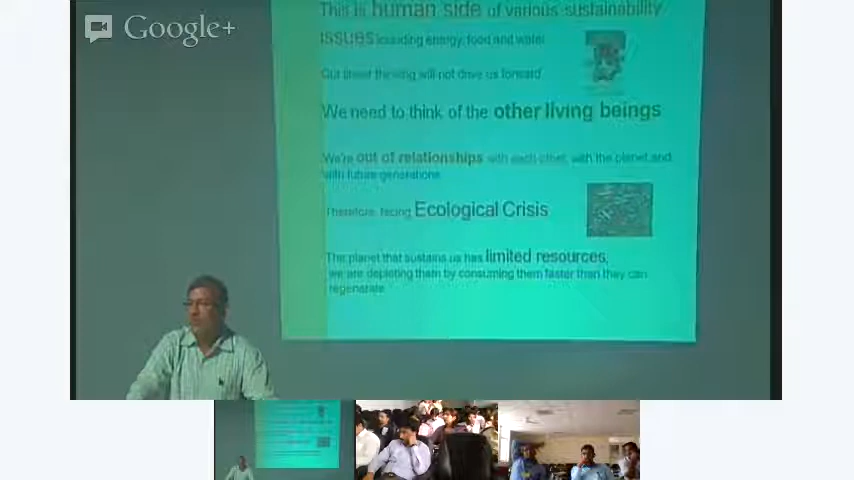 Google+
This is human side of various sustainability
issues including energy, food and water
Our linear thinking will not drive us forward
We need to think of the other living beings
We're out of relationships with each other, with the planet and
with future generations
Therefore, facing Ecological Crisis
The planet that sustains us has limited resources,
we are depleting them by consuming them faster than they can
regenerate